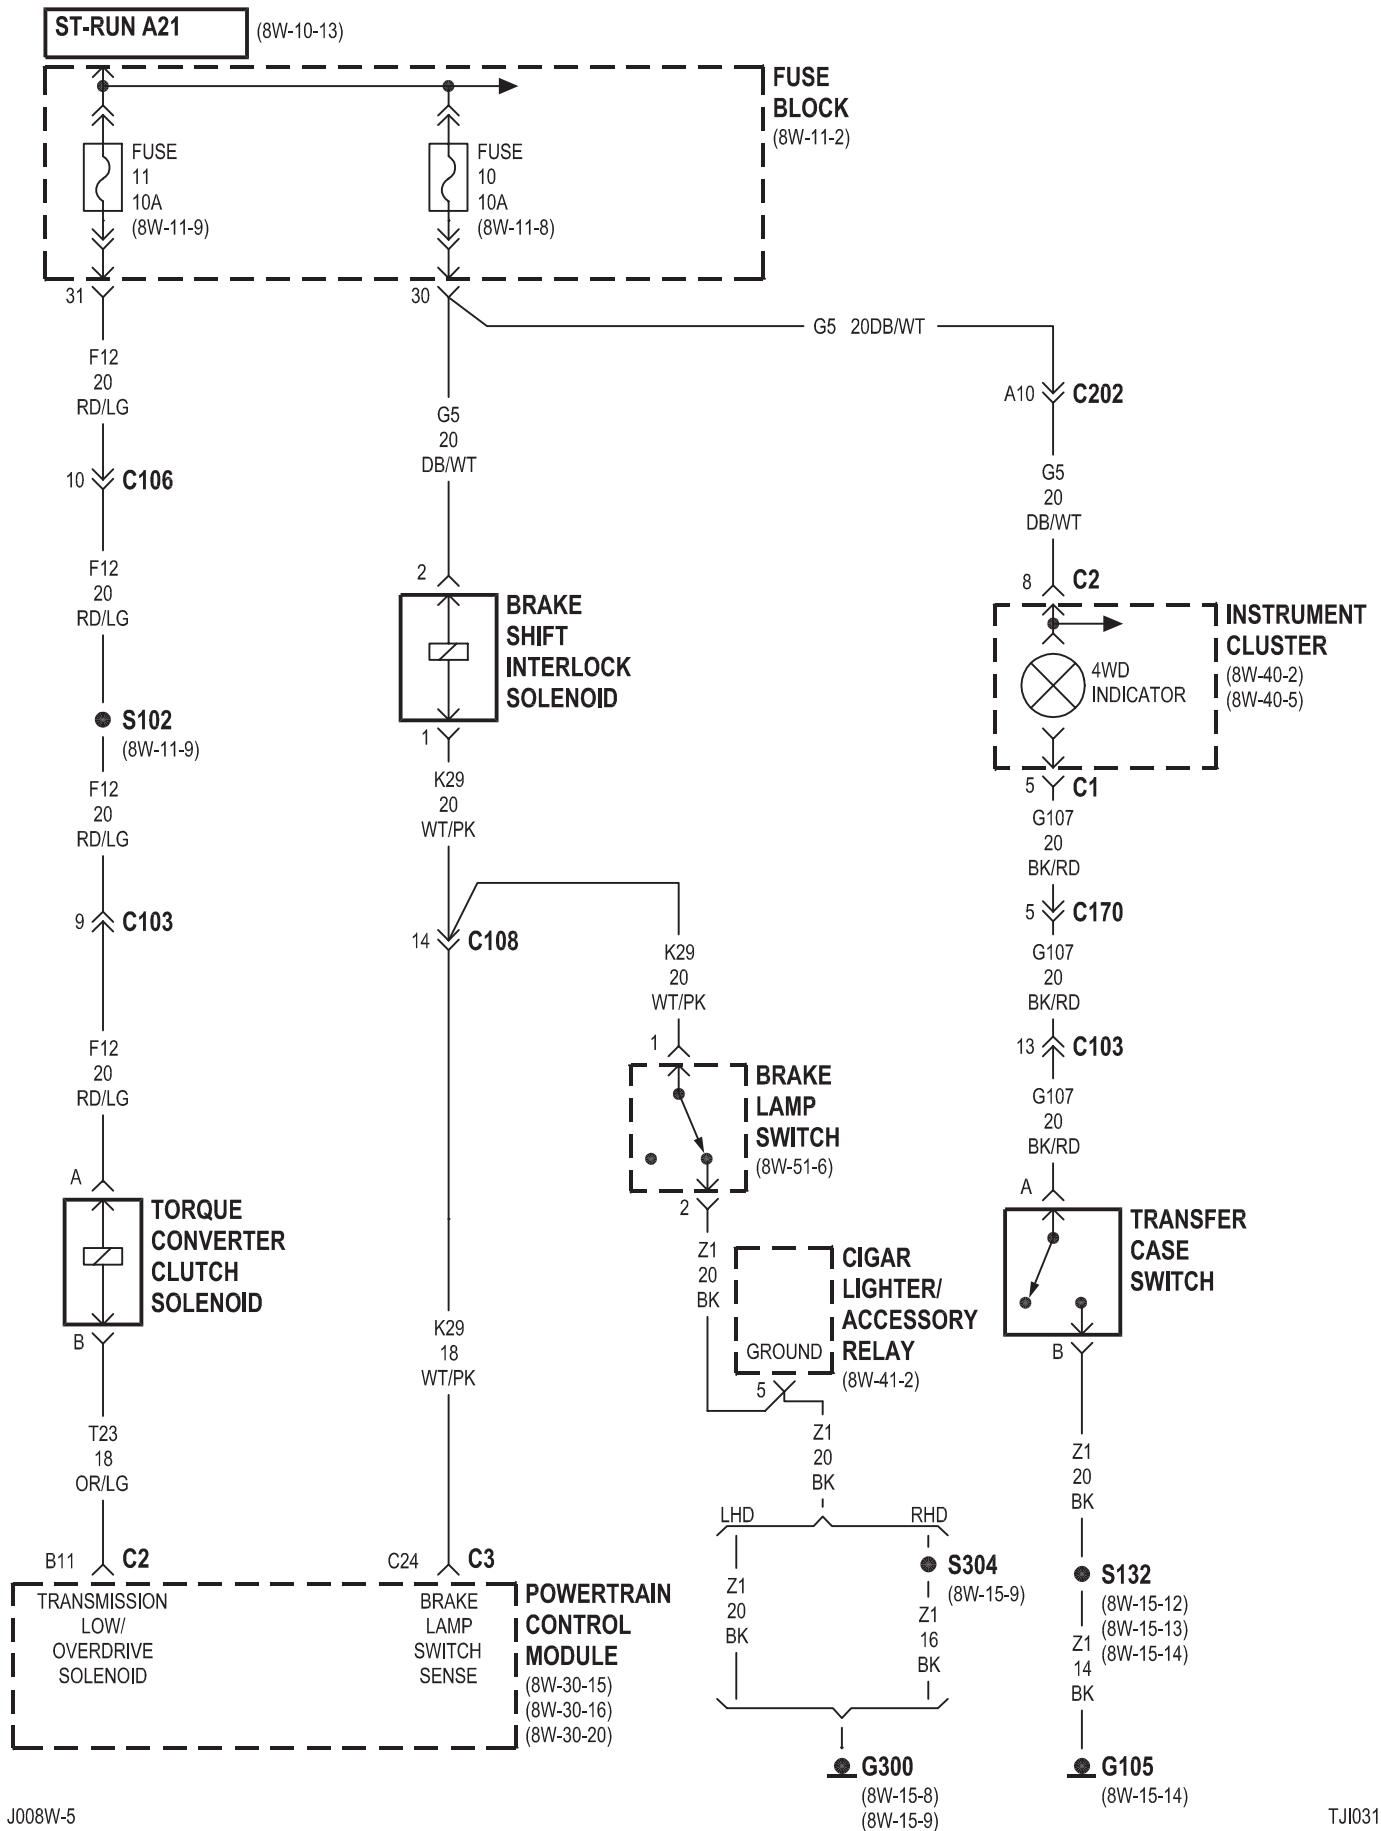 ST-RUN A21
(8W-10-13)
FUSE
BLOCK
(8W-11-2)
FUSE
11
10A
(8W-11-9)
FUSE
10
10A
(8W-11-8)
31
30
G5 20DB/WT
F12
20
RD/LG
A10
C202
G5
20
DB/WT
10
C106
G5
20
DB/WT
F12
20
RD/LG
2
BRAKE
SHIFT
INTERLOCK
SOLENOID
1
8
C2
INSTRUMENT
CLUSTER
(8W-40-2)
(8W-40-5)
4WD
INDICATOR
S102
(8W-11-9)
F12
20
RD/LG
K29
20
WT/PK
5
C1
G107
20
BK/RD
9
C103
14
C108
5
C170
K29
20
WT/PK
G107
20
BK/RD
F12
20
RD/LG
1
BRAKE
LAMP
SWITCH
(8W-51-6)
2
13
C103
G107
20
BK/RD
A
TORQUE
CONVERTER
CLUTCH
SOLENOID
B
A
TRANSFER
CASE
SWITCH
B
Z1
20
BK
CIGAR
LIGHTER/
ACCESSORY
RELAY
(8W-41-2)
GROUND
5
K29
18
WT/PK
T23
18
OR/LG
Z1
20
BK
Z1
20
BK
LHD
RHD
B11
C2
C24
C3
S304
(8W-15-9)
S132
(8W-15-12)
(8W-15-13)
(8W-15-14)
TRANSMISSION
LOW/
OVERDRIVE
SOLENOID
BRAKE
LAMP
SWITCH
SENSE
POWERTRAIN
CONTROL
MODULE
(8W-30-15)
(8W-30-16)
(8W-30-20)
Z1
20
BK
Z1
16
BK
Z1
14
BK
G300
(8W-15-8)
(8W-15-9)
G105
(8W-15-14)
J008W-5
TJI031